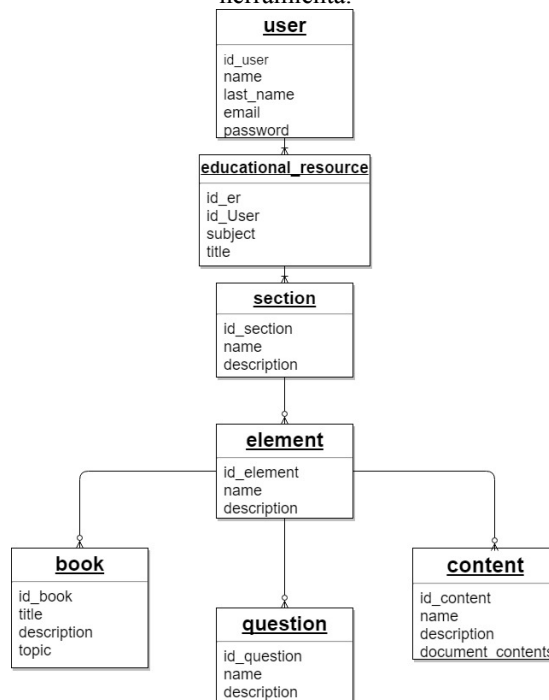 herramienta.
user
id_user
name
last_name
email
password
educational_resource
id_er
id_User
subject
title
section
id_section
name
description
element
id_element
name
description
book
id_book
title
description
topic
question
id_question
name
description
content
id_content
name
description
document_contents